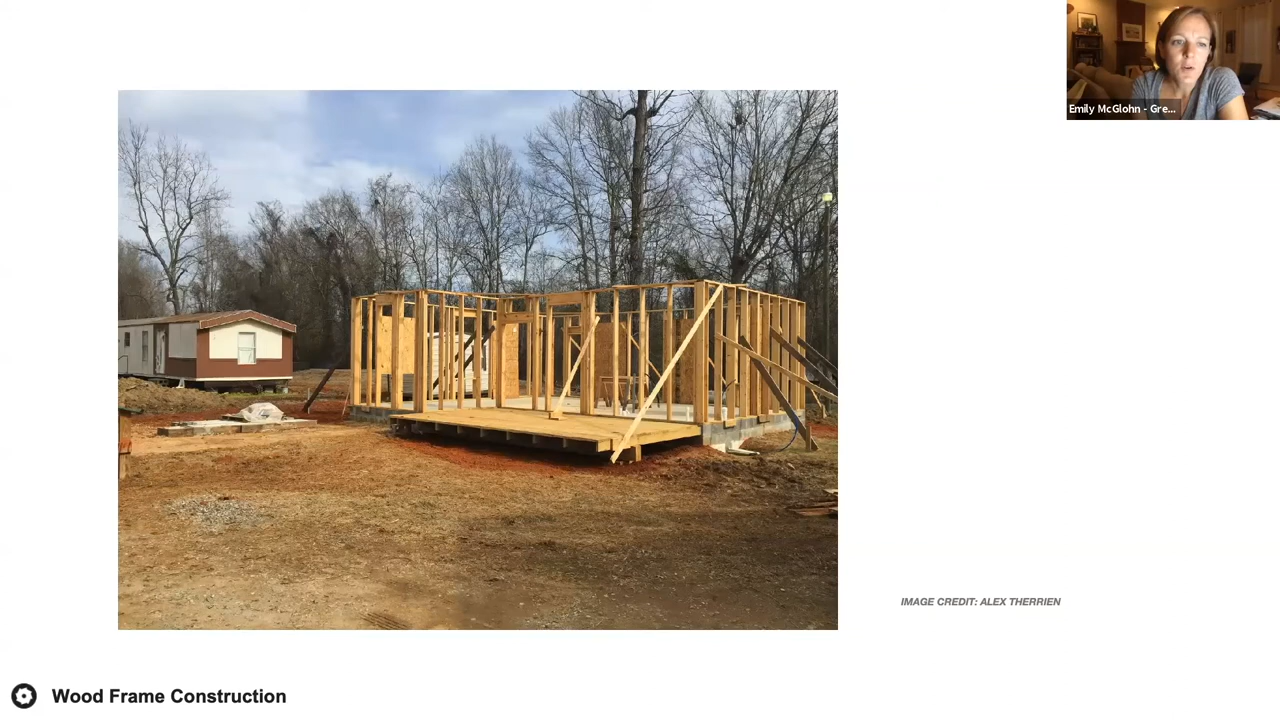 Emily McGlohn - Gre...
IMAGE CREDIT: ALEX THERRIEN
Wood Frame Construction